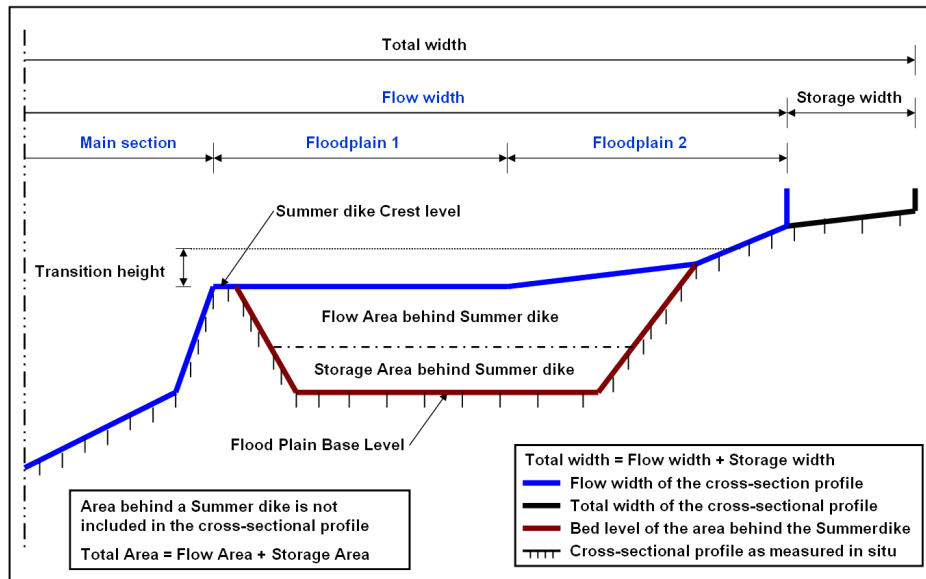 Total width
Flow width
Storage width
Main section
Floodplain 1
Floodplain 2
Summer dike Crest level
Transition height
Flow Area behind Summer dike
Storage Area behind Summer dike
Flood Plain Base Level
Area behind a Summer dike is not
included in the cross-sectional profile
Total Area = Flow Area + Storage Area
Total width = Flow width + Storage width
Flow width of the cross-section profile
Total width of the cross-sectional profile
Bed level of the area behind the Summerdike
Cross-sectional profile as measured in situ